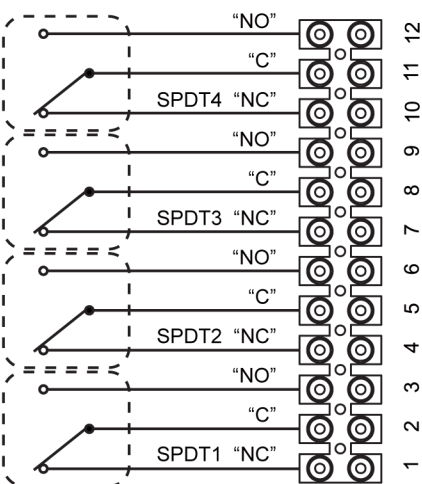 "NO" 12
"C" 11
SPDT4 "NC" 10
"NO" 9
"C" 8
SPDT3 "NC" 7
"NO" 6
"C" 5
SPDT2 "NC" 4
"NO" 3
"C" 2
SPDT1 "NC" 1